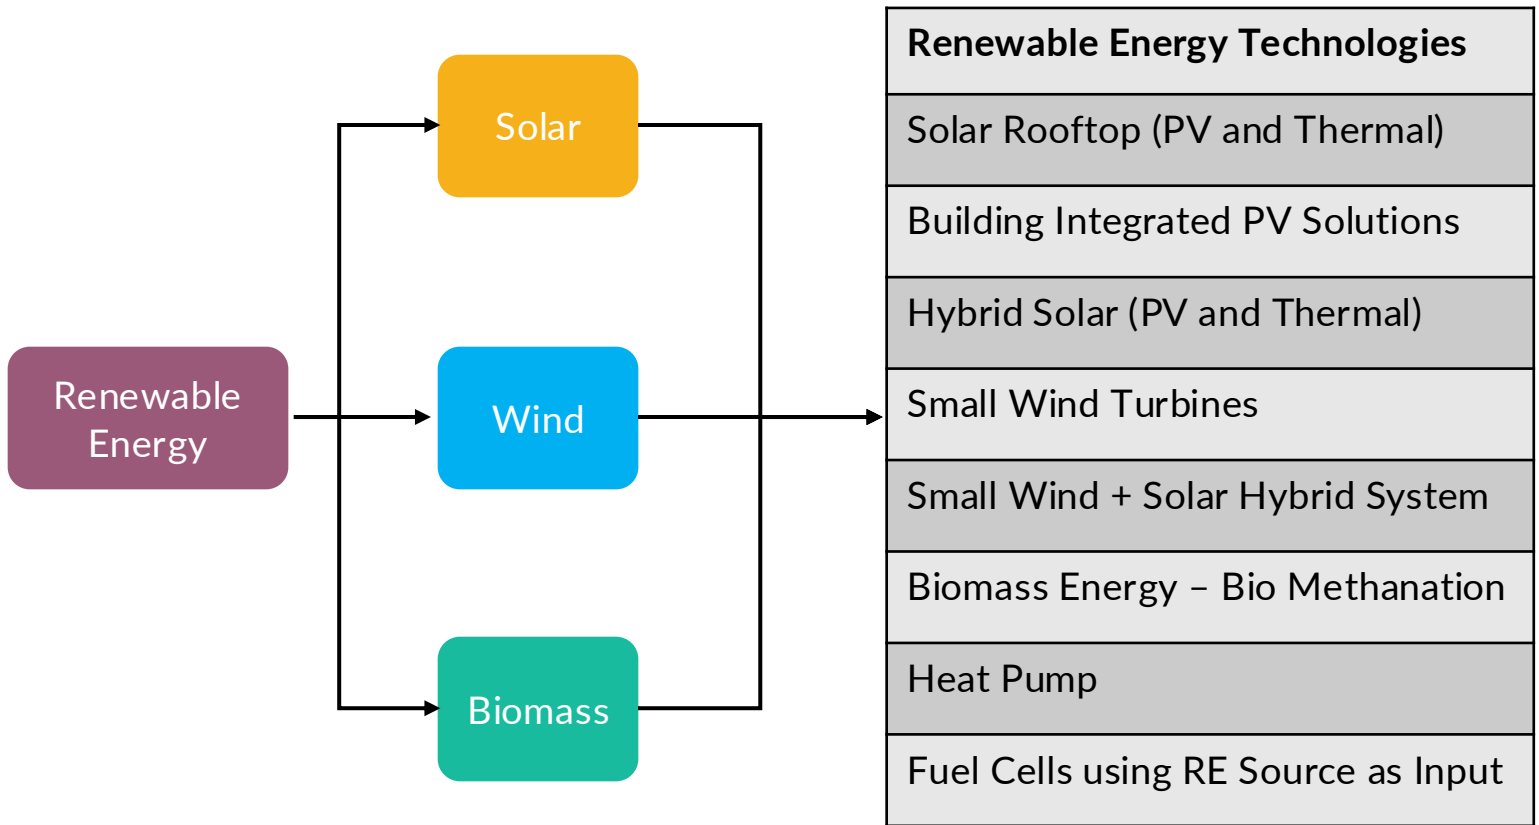 Renewable
Energy
Solar
Wind
Biomass
Renewable Energy Technologies
Solar Rooftop (PV and Thermal)
Building Integrated PV Solutions
Hybrid Solar (PV and Thermal)
Small Wind Turbines
Small Wind + Solar Hybrid System
Biomass Energy – Bio Methanation
Heat Pump
Fuel Cells using RE Source as Input